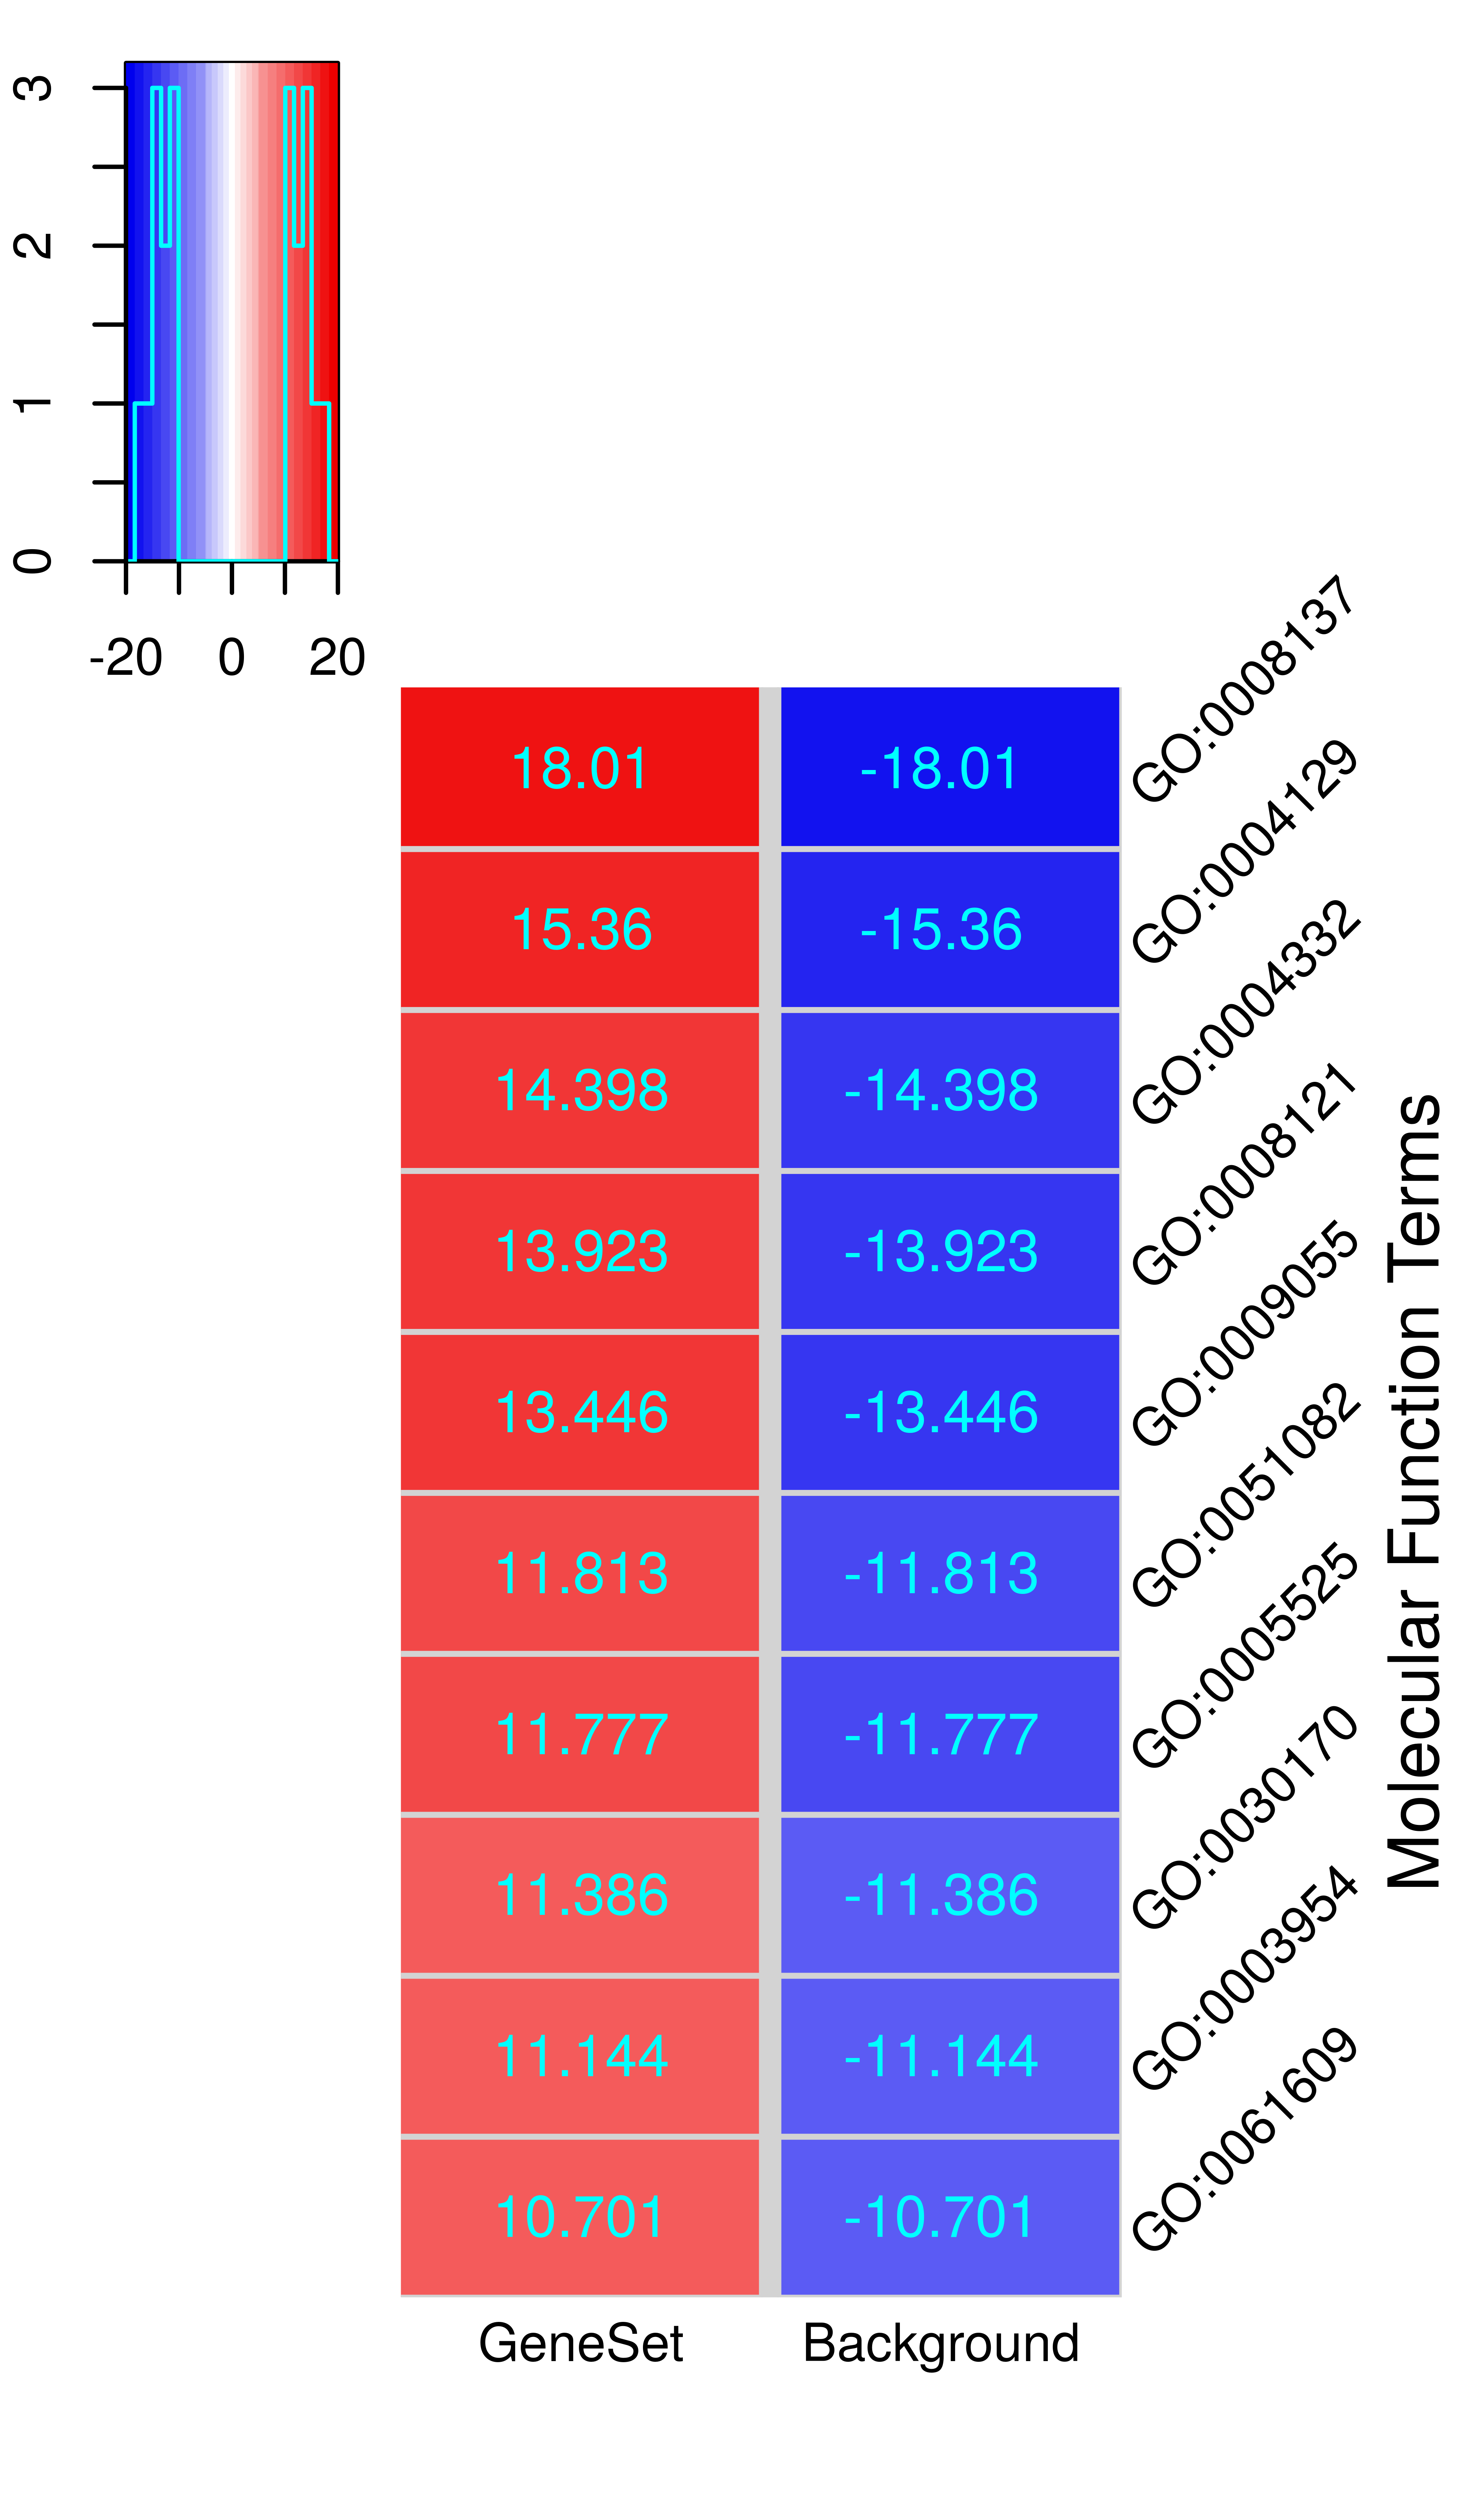 3
2
1
0
-20 0 20
18.01 -18.01 GO:0008137
15.36 -15.36 GO:0004129
14.398 -14.398 GO:0004332
13.923 -13.923 GO:0008121
13.446 -13.446 GO:0009055
11.813 -11.813 GO:0051082
11.777 -11.777 GO:0005525
11.386 -11.386 GO:0030170
11.144 -11.144 GO:0003954
10.701 -10.701 GO:0061609
Molecular Function Terms
GeneSet Background